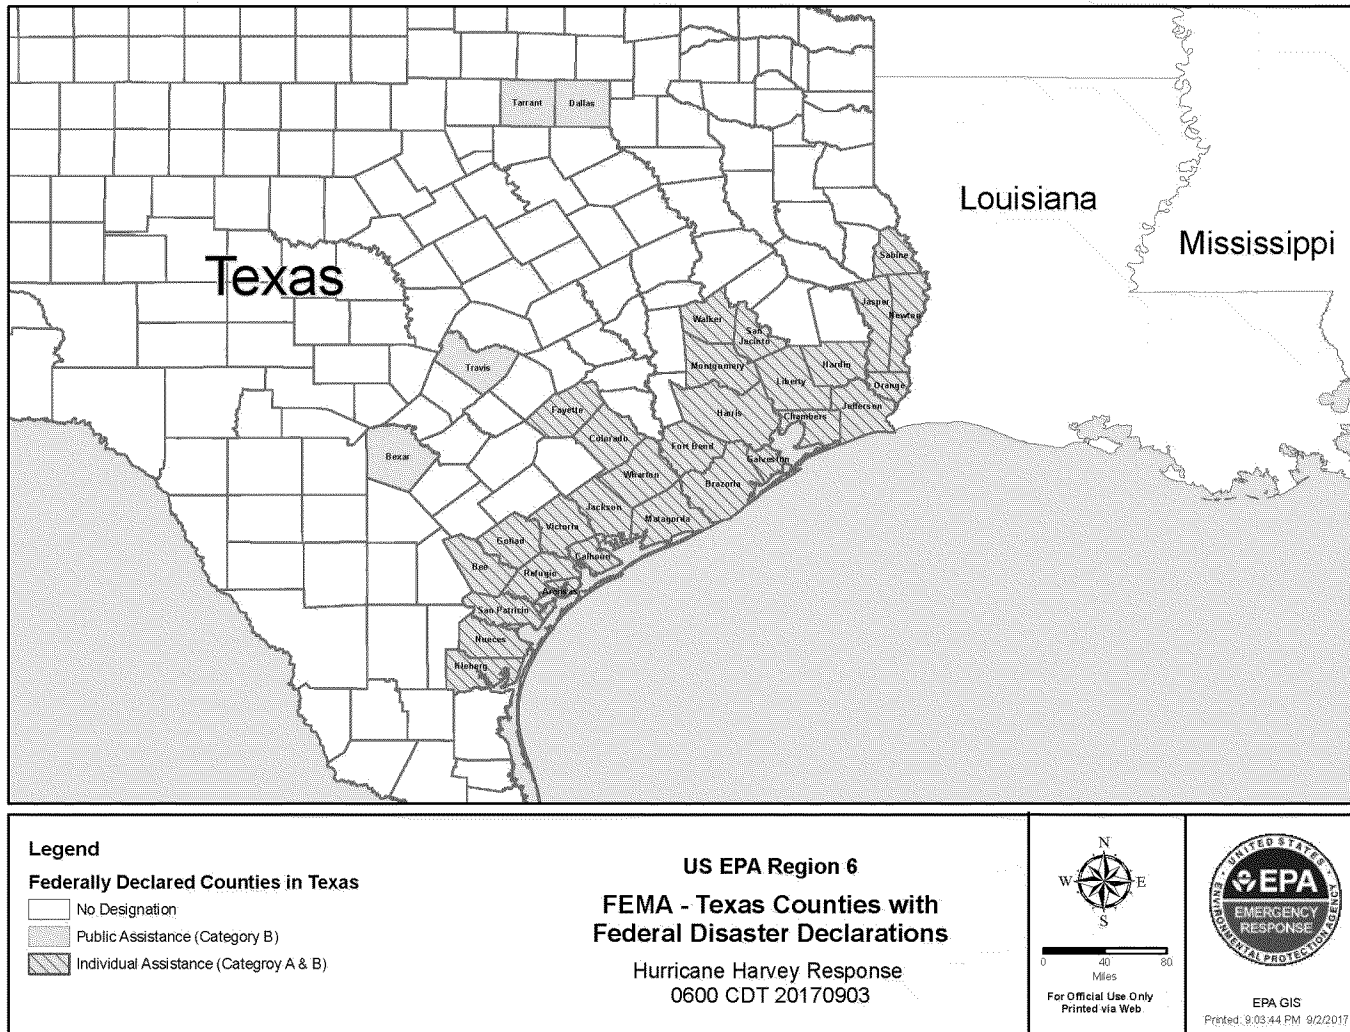 Tarrant
Dallas
Louisiana
Mississippi
Texas
Sabine
Jasper
Newton
Walker
San
Jacinto
Travis
Montgomery
Hardin
Liberty
Orange
Fayette
Harris
Chambers
Jefferson
Colorado
Fort Bend
Bexar
Galveston
Wharton
Brazoria
Jackson
Matagorda
Victoria
Goliad
Calhoun
Bee
Refugio
Aransas
San Patricio
Nueces
Kleberg
Legend
Federally Declared Counties in Texas
No Designation
Public Assistance (Category B)
Individual Assistance (Categroy A & B)
US EPA Region 6
FEMA - Texas Counties with
Federal Disaster Declarations
Hurricane Harvey Response
0600 CDT 20170903
N
W E
S
0 40 80
Miles
For Official Use Only
Printed via Web
UNITED STATES
ENVIRONMENTAL PROTECTION AGENCY
EPA
EMERGENCY
RESPONSE
EPA GIS
Printed: 9:03:44 PM 9/2/2017